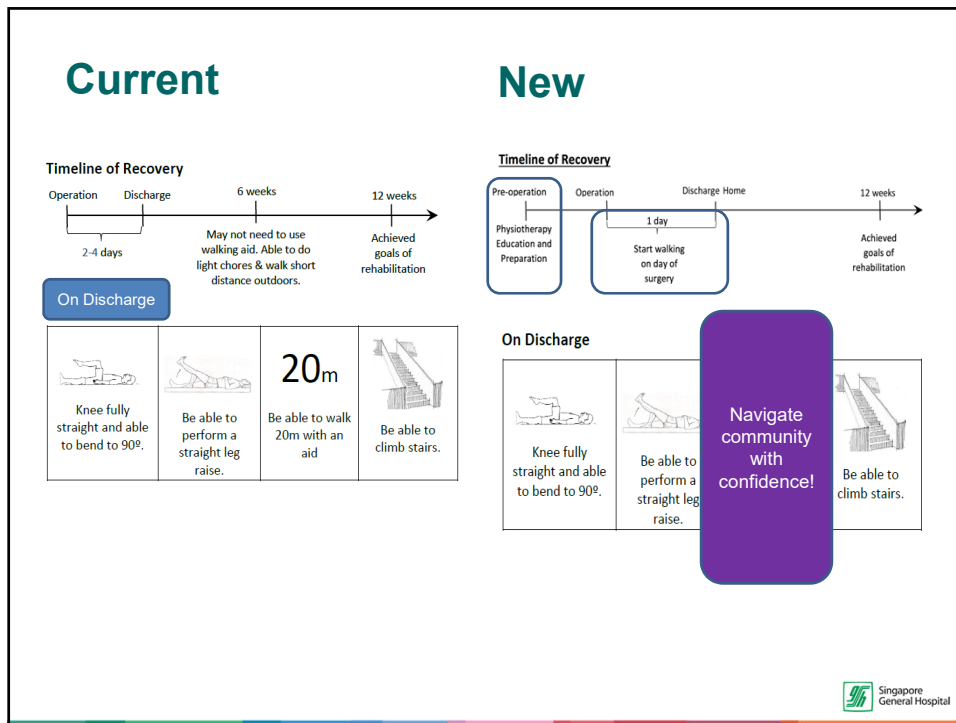 Current
Timeline of Recovery
Operation
Discharge
6 weeks
12 weeks
2-4 days
May not need to use
walking aid. Able to do
light chores & walk short
distance outdoors.
Achieved
goals of
rehabilitation
On Discharge
Knee fully
straight and able
to bend to 90º.
Be able to
perform a
straight leg
raise.
20m
Be able to walk
20m with an
aid
Be able to
climb stairs.
New
Timeline of Recovery
Pre-operation
Operation
Discharge Home
12 weeks
Physiotherapy
Education and
Preparation
1 day
Start walking
on day of
surgery
Achieved
goals of
rehabilitation
On Discharge
Knee fully
straight and able
to bend to 90º.
Be able to
perform a
straight leg
raise.
Navigate
community
with
confidence!
Be able to
climb stairs.
Singapore
General Hospital